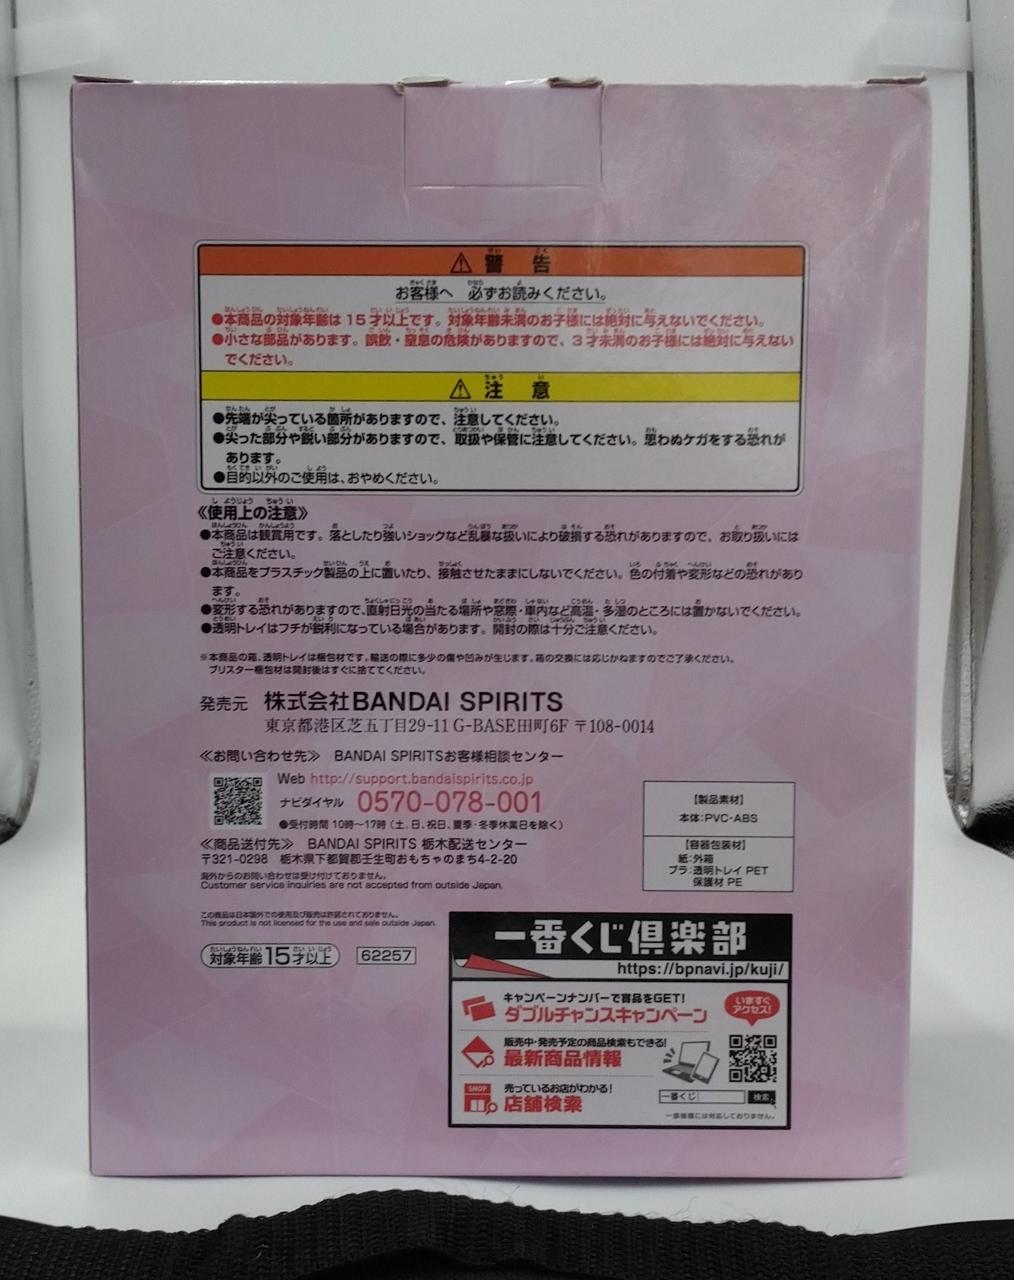 ⚠ 警告
お客様へ 必ずお読みください。
●本商品の対象年齢は15才以上です。対象年齢未満のお子様には絶対に与えないでください。
●小さな部品があります。誤飲・窒息の危険がありますので、3才未満のお子様には絶対に与えない
でください。
⚠ 注意
●先端が尖っている箇所がありますので、注意してください。
●尖った部分や鋭い部分がありますので、取扱や保管に注意してください。思わぬケガをする恐れが
あります。
●目的以外のご使用は、おやめください。
《使用上の注意》
●本商品は観賞用です。落としたり強いショックなど乱暴な扱いにより破損する恐れがありますので、お取り扱いには
ご注意ください。
●本商品をプラスチック製品の上に置いたり、接触させたままにしないでください。色の付着や変形などの恐れがあり
ます。
●変形する恐れがありますので、直射日光の当たる場所や窓際・車内など高温・多湿のところには置かないでください。
●透明トレイはフチが鋭利になっている場合があります。開封の際は十分ご注意ください。
※本商品の箱、透明トレイは梱包材です。輸送の際に多少の傷や凹みが生じます。箱の交換には応じかねますのでご了承ください。
ブリスター梱包材は開封後はすぐに捨ててください。
発売元 株式会社BANDAI SPIRITS
東京都港区芝五丁目29-11 G-BASE田町6F 〒108-0014
≪お問い合わせ先≫ BANDAI SPIRITSお客様相談センター
Web http://support.bandaispirits.co.jp
ナビダイヤル 0570-078-001
●受付時間 10時〜17時(土、日、祝日、夏季・冬季休業日を除く)
≪商品送付先≫ BANDAI SPIRITS 栃木配送センター
〒321-0298 栃木県下都賀郡壬生町おもちゃのまち4-2-20
海外からのお問い合わせは受け付けておりません。
Customer service inquiries are not accepted from outside Japan.
【製品素材】
本体:PVC・ABS
【容器包装材】
紙:外箱
プラ:透明トレイ PET
保護材 PE
この商品は日本国外での使用及び販売は許諾されておりません。
This product is not licensed for the use and sale outside Japan.
対象年齢15才以上 62257
一番くじ倶楽部
https://bpnavi.jp/kuji/
キャンペーンナンバーで賞品をGET!
ダブルチャンスキャンペーン
いますぐ
アクセス!
販売中・発売予定の商品検索もできる!
最新商品情報
SHOP
売っているお店がわかる!
店舗検索
一番くじ 検索
一部機種には対応しておりません。